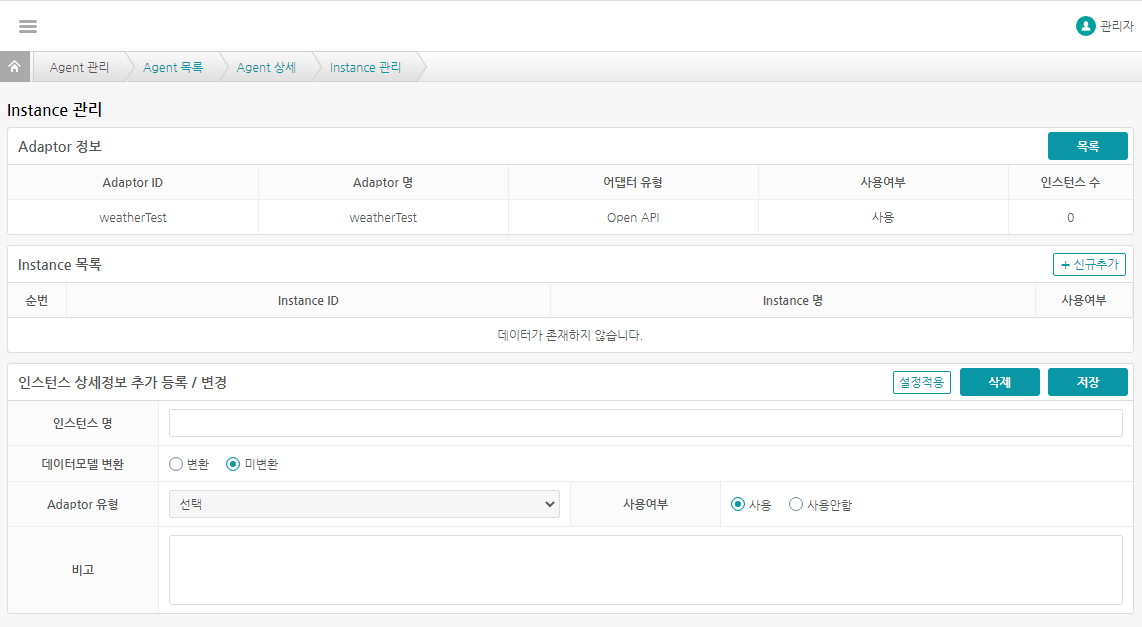 관리자
Agent 관리 Agent 목록 Agent 상세 Instance 관리
Instance 관리
Adaptor 정보 목록
Adaptor ID Adaptor 명 어댑터 유형 사용여부 인스턴스 수
weatherTest weatherTest Open API 사용 0
Instance 목록 + 신규추가
순번 Instance ID Instance 명 사용여부
데이터가 존재하지 않습니다.
인스턴스 상세정보 추가 등록 / 변경 설정적용 삭제 저장
인스턴스 명
데이터모델 변환 변환 미변환
Adaptor 유형 선택 사용여부 사용 사용안함
비고